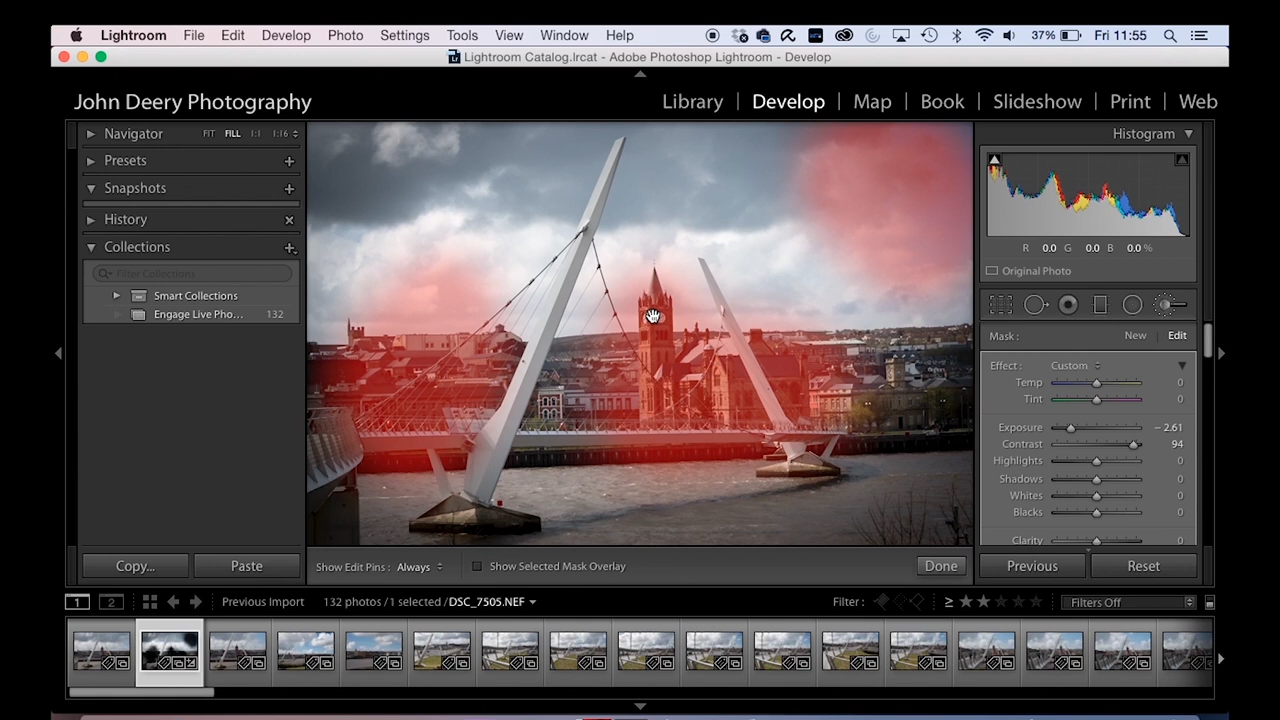 Lightroom File Edit Develop Photo Settings Tools View Window Help 37% Fri 11:55
Lightroom Catalog.lrcat - Adobe Photoshop Lightroom - Develop
John Deery Photography Library | Develop | Map | Book | Slideshow | Print | Web
Navigator FIT FILL 1:1 1:16
Presets
Snapshots
History
Collections
Filter Collections
Smart Collections
Engage Live Pho... 132
Copy... Paste
Histogram
R 0.0 G 0.0 B 0.0 %
Original Photo
Mask : New Edit
Effect : Custom
Temp 0
Tint 0
Exposure − 2.61
Contrast 94
Highlights 0
Shadows 0
Whites 0
Blacks 0
Clarity 0
Show Edit Pins : Always Show Selected Mask Overlay Done
Previous Reset
1 2 Previous Import 132 photos / 1 selected / DSC_7505.NEF Filter : ≥ Filters Off